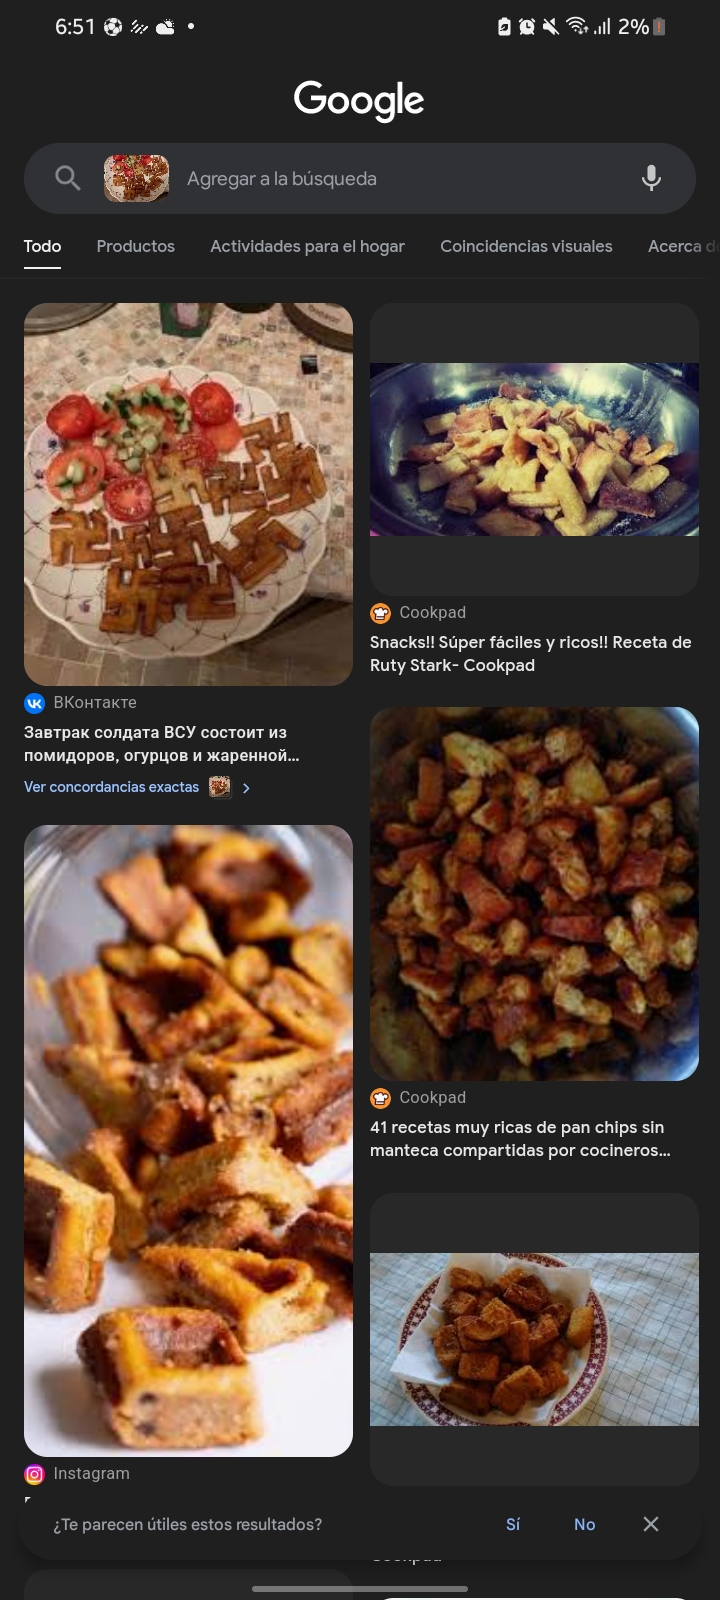 6:51
2%
Google
Agregar a la búsqueda
Todo
Productos
Actividades para el hogar
Coincidencias visuales
Acerca
ВКонтакте
Завтрак солдата ВСУ состоит из
помидоров, огурцов и жаренной...
Ver concordancias exactas
Cookpad
Snacks!! Súper fáciles y ricos!! Receta de
Ruty Stark- Cookpad
Cookpad
41 recetas muy ricas de pan chips sin
manteca compartidas por cocineros...
Instagram
¿Te parecen útiles estos resultados?
Sí
No